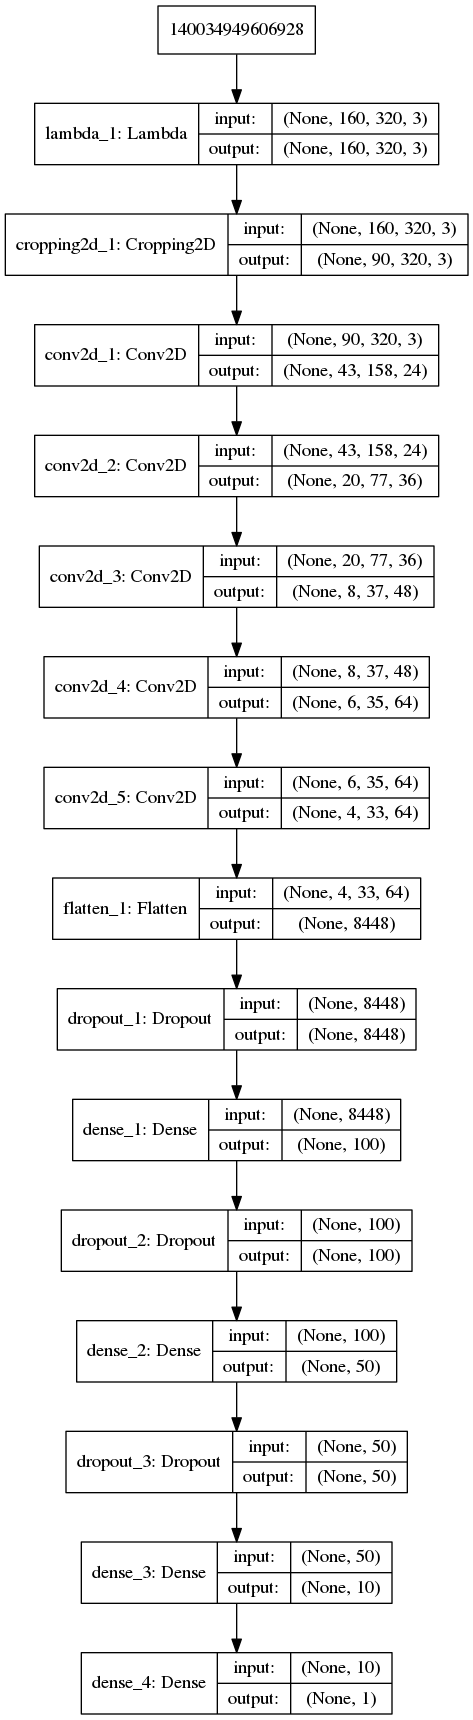 140034949606928
lambda_1: Lambda
input: (None, 160, 320, 3)
output: (None, 160, 320, 3)
cropping2d_1: Cropping2D
input: (None, 160, 320, 3)
output: (None, 90, 320, 3)
conv2d_1: Conv2D
input: (None, 90, 320, 3)
output: (None, 43, 158, 24)
conv2d_2: Conv2D
input: (None, 43, 158, 24)
output: (None, 20, 77, 36)
conv2d_3: Conv2D
input: (None, 20, 77, 36)
output: (None, 8, 37, 48)
conv2d_4: Conv2D
input: (None, 8, 37, 48)
output: (None, 6, 35, 64)
conv2d_5: Conv2D
input: (None, 6, 35, 64)
output: (None, 4, 33, 64)
flatten_1: Flatten
input: (None, 4, 33, 64)
output: (None, 8448)
dropout_1: Dropout
input: (None, 8448)
output: (None, 8448)
dense_1: Dense
input: (None, 8448)
output: (None, 100)
dropout_2: Dropout
input: (None, 100)
output: (None, 100)
dense_2: Dense
input: (None, 100)
output: (None, 50)
dropout_3: Dropout
input: (None, 50)
output: (None, 50)
dense_3: Dense
input: (None, 50)
output: (None, 10)
dense_4: Dense
input: (None, 10)
output: (None, 1)